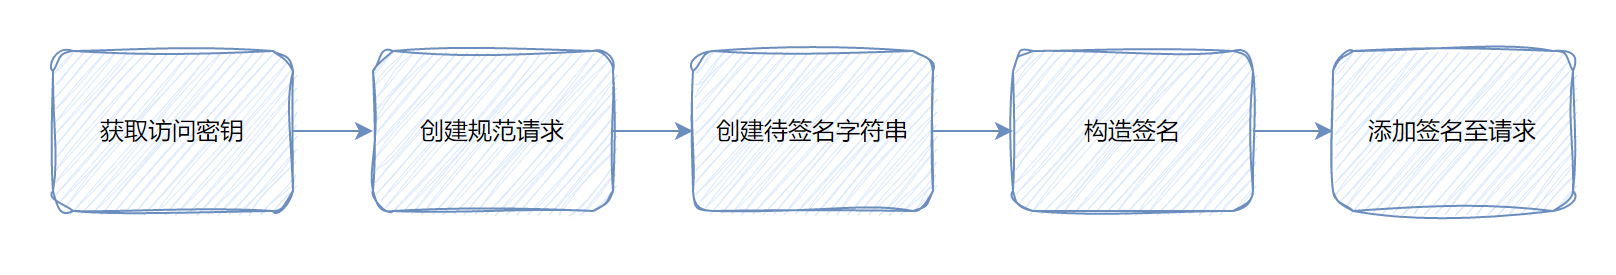 获取访问密钥
创建规范请求
创建待签名字符串
构造签名
添加签名至请求